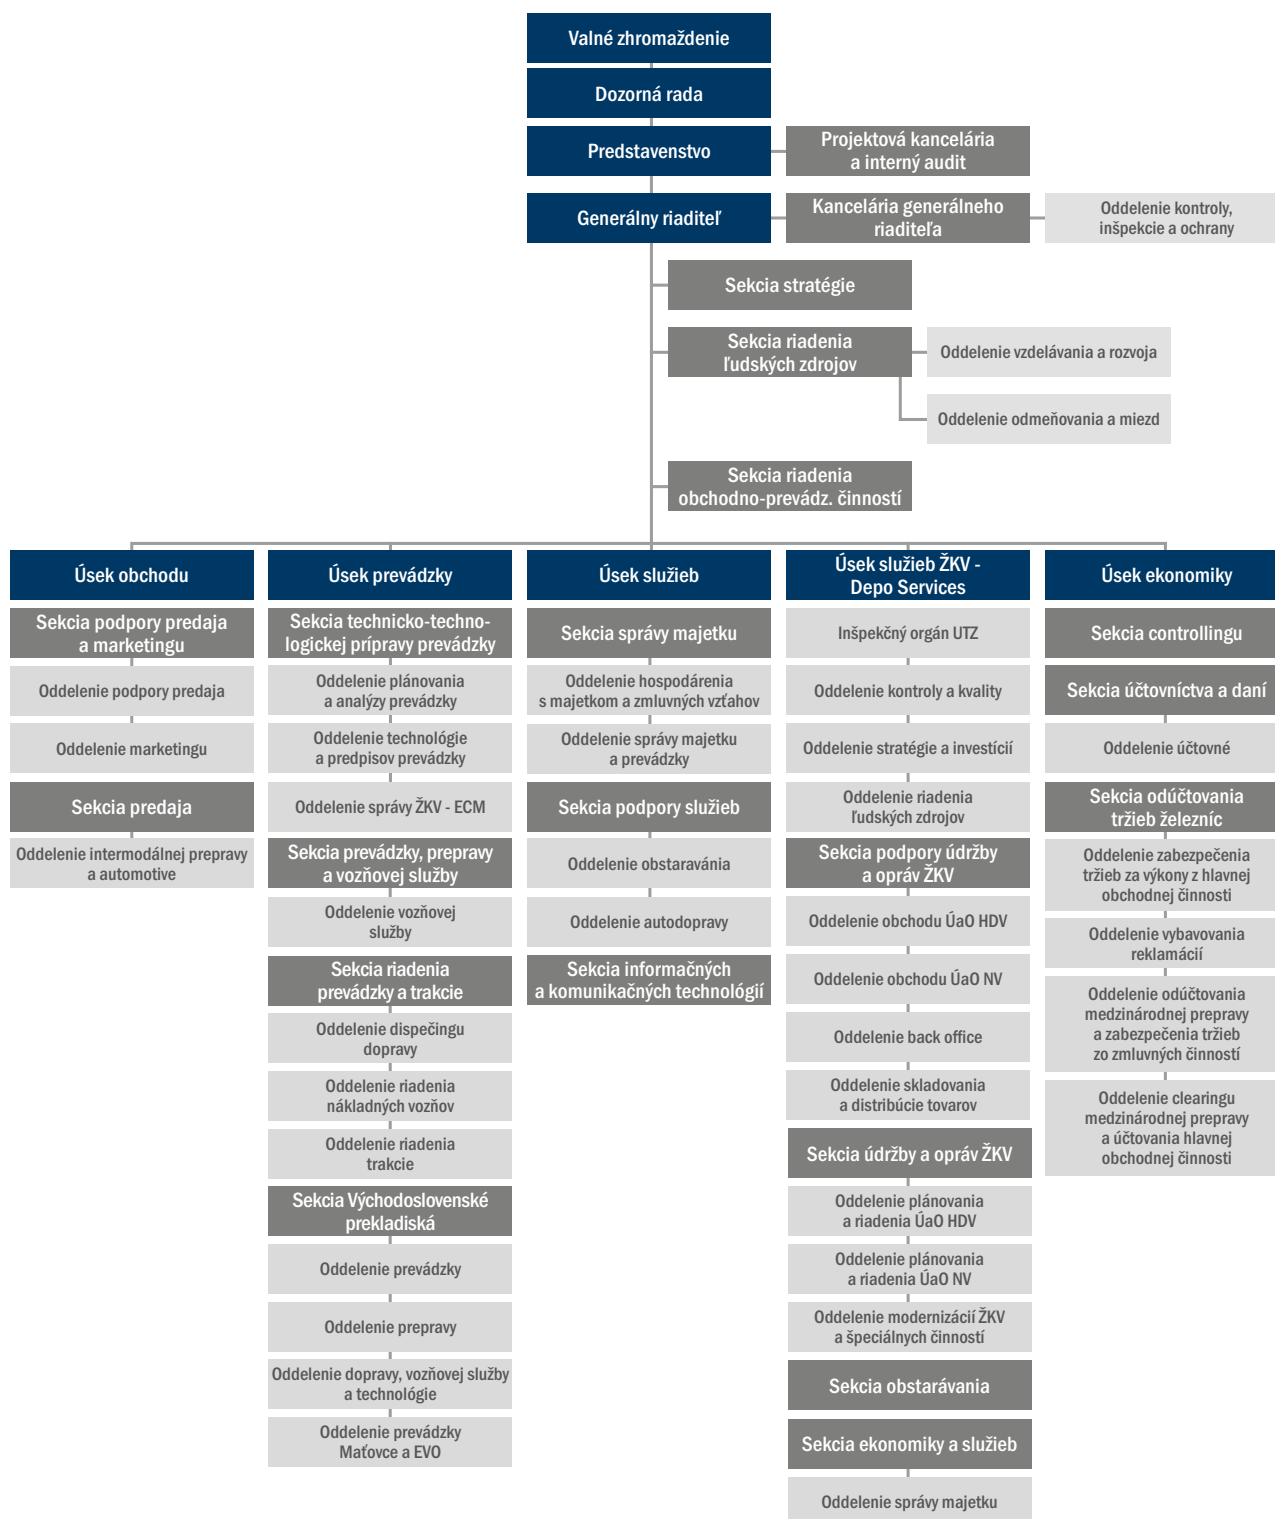 Valné zhromaždenie
Dozorná rada
Predstavenstvo
Projektová kancelária
a interný audit
Generálny riaditeľ
Kancelária generálneho
riaditeľa
Oddelenie kontroly,
inšpekcie a ochrany
Sekcia stratégie
Sekcia riadenia
ľudských zdrojov
Oddelenie vzdelávania a rozvoja
Oddelenie odmeňovania a miezd
Sekcia riadenia
obchodno-prevádz. činností
Úsek obchodu
Sekcia podpory predaja
a marketingu
Oddelenie podpory predaja
Oddelenie marketingu
Sekcia predaja
Oddelenie intermodálnej prepravy
a automotive
Úsek prevádzky
Sekcia technicko-techno-
logickej prípravy prevádzky
Oddelenie plánovania
a analýzy prevádzky
Oddelenie technológie
a predpisov prevádzky
Oddelenie správy ŽKV - ECM
Sekcia prevádzky, prepravy
a vozňovej služby
Oddelenie vozňovej
služby
Sekcia riadenia
prevádzky a trakcie
Oddelenie dispečingu
dopravy
Oddelenie riadenia
nákladných vozňov
Oddelenie riadenia
trakcie
Sekcia Východoslovenské
prekladiská
Oddelenie prevádzky
Oddelenie prepravy
Oddelenie dopravy, vozňovej služby
a technológie
Oddelenie prevádzky
Maťovce a EVO
Úsek služieb
Sekcia správy majetku
Oddelenie hospodárenia
s majetkom a zmluvných vzťahov
Oddelenie správy majetku
a prevádzky
Sekcia podpory služieb
Oddelenie obstaravánia
Oddelenie autodopravy
Sekcia informačných
a komunikačných technológií
Úsek služieb ŽKV -
Depo Services
Inšpekčný orgán UTZ
Oddelenie kontroly a kvality
Oddelenie stratégie a investícií
Oddelenie riadenia
ľudských zdrojov
Sekcia podpory údržby
a opráv ŽKV
Oddelenie obchodu ÚaO HDV
Oddelenie obchodu ÚaO NV
Oddelenie back office
Oddelenie skladovania
a distribúcie tovarov
Sekcia údržby a opráv ŽKV
Oddelenie plánovania
a riadenia ÚaO HDV
Oddelenie plánovania
a riadenia ÚaO NV
Oddelenie modernizácií ŽKV
a špeciálnych činností
Sekcia obstarávania
Sekcia ekonomiky a služieb
Oddelenie správy majetku
Úsek ekonomiky
Sekcia controllingu
Sekcia účtovníctva a daní
Oddelenie účtovné
Sekcia odúčtovania
tržieb železníc
Oddelenie zabezpečenia
tržieb za výkony z hlavnej
obchodnej činnosti
Oddelenie vybavovania
reklamácií
Oddelenie odúčtovania
medzinárodnej prepravy
a zabezpečenia tržieb
zo zmluvných činností
Oddelenie clearingu
medzinárodnej prepravy
a účtovania hlavnej
obchodnej činnosti